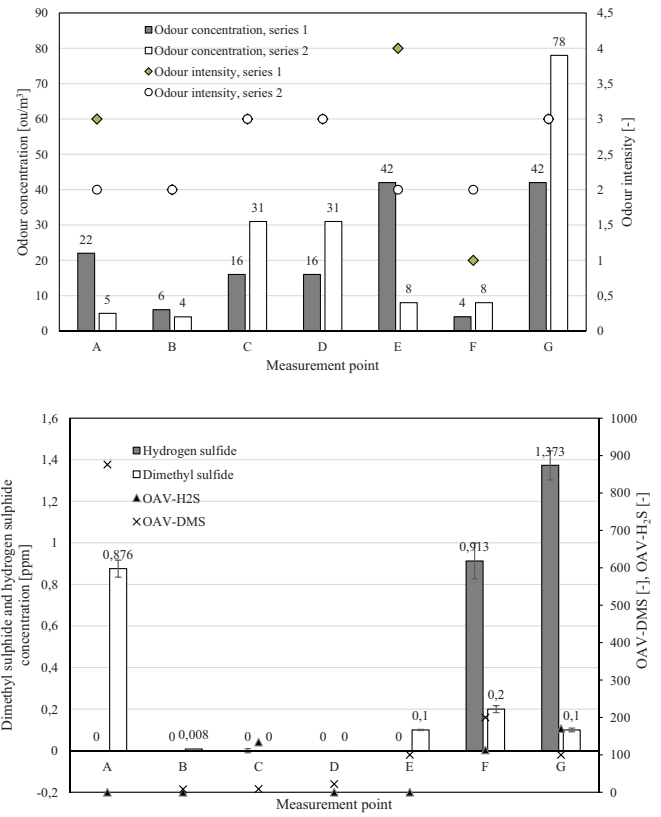 90
80
70
60
50
40
30
20
10
0
Odour concentration [ou/m³]
Odour concentration, series 1
Odour concentration, series 2
Odour intensity, series 1
Odour intensity, series 2
22 5 6 4 16 31 16 31 42 8 4 8 42 78
4,5
4
3,5
3
2,5
2
1,5
1
0,5
0
Odour intensity [-]
A B C D E F G
Measurement point
1,6
1,4
1,2
1
0,8
0,6
0,4
0,2
0
-0,2
Dimethyl sulphide and hydrogen sulphide
concentration [ppm]
Hydrogen sulfide
Dimethyl sulfide
OAV-H2S
OAV-DMS
0 0,876 0 0,008 0 0 0 0 0 0,1 0,913 0,2 1,373 0,1
1000
900
800
700
600
500
400
300
200
100
0
OAV-DMS [-], OAV-H₂S [-]
A B C D E F G
Measurement point